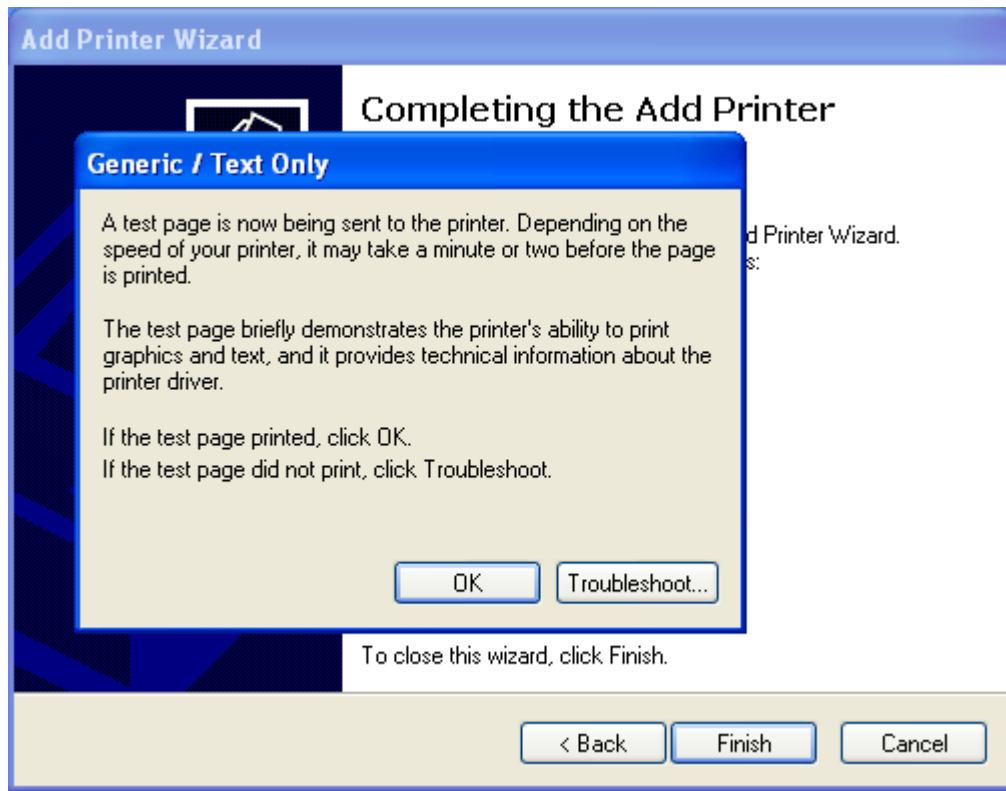 Add Printer Wizard
Completing the Add Printer
Generic / Text Only
A test page is now being sent to the printer. Depending on the
speed of your printer, it may take a minute or two before the page
is printed.
The test page briefly demonstrates the printer's ability to print
graphics and text, and it provides technical information about the
printer driver.
If the test page printed, click OK.
If the test page did not print, click Troubleshoot.
OK Troubleshoot...
d Printer Wizard.
s:
To close this wizard, click Finish.
< Back Finish Cancel